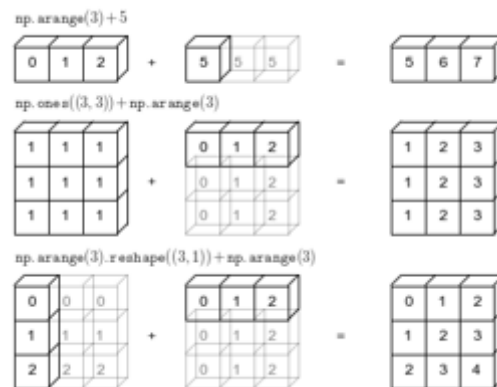 np.arange(3)+5
0 1 2 + 5 5 5 = 5 6 7
np.ones((3, 3))+np.arange(3)
1 1 1 0 1 2 1 2 3
1 1 1 + 0 1 2 = 1 2 3
1 1 1 0 1 2 1 2 3
np.arange(3).reshape((3, 1))+np.arange(3)
0 0 0 0 1 2 0 1 2
1 1 1 + 0 1 2 = 1 2 3
2 2 2 0 1 2 2 3 4